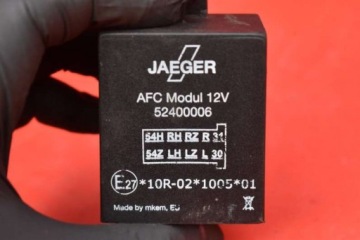 JAEGER
AFC Modul 12V
52400006
54H RH RZ R 31
54Z LH LZ L 30
E27 *10R-02*1005*01
Made by mkem, EU